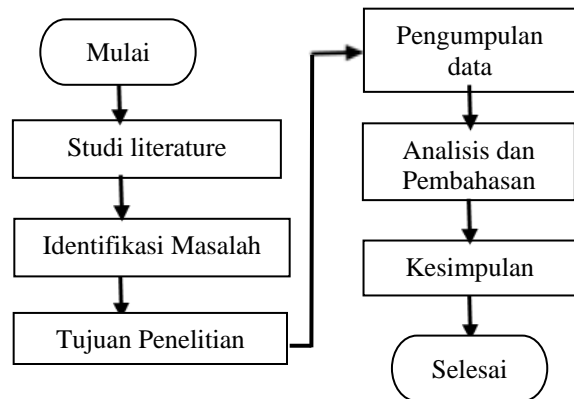 Mulai
Studi literature
Identifikasi Masalah
Tujuan Penelitian
Pengumpulan
data
Analisis dan
Pembahasan
Kesimpulan
Selesai